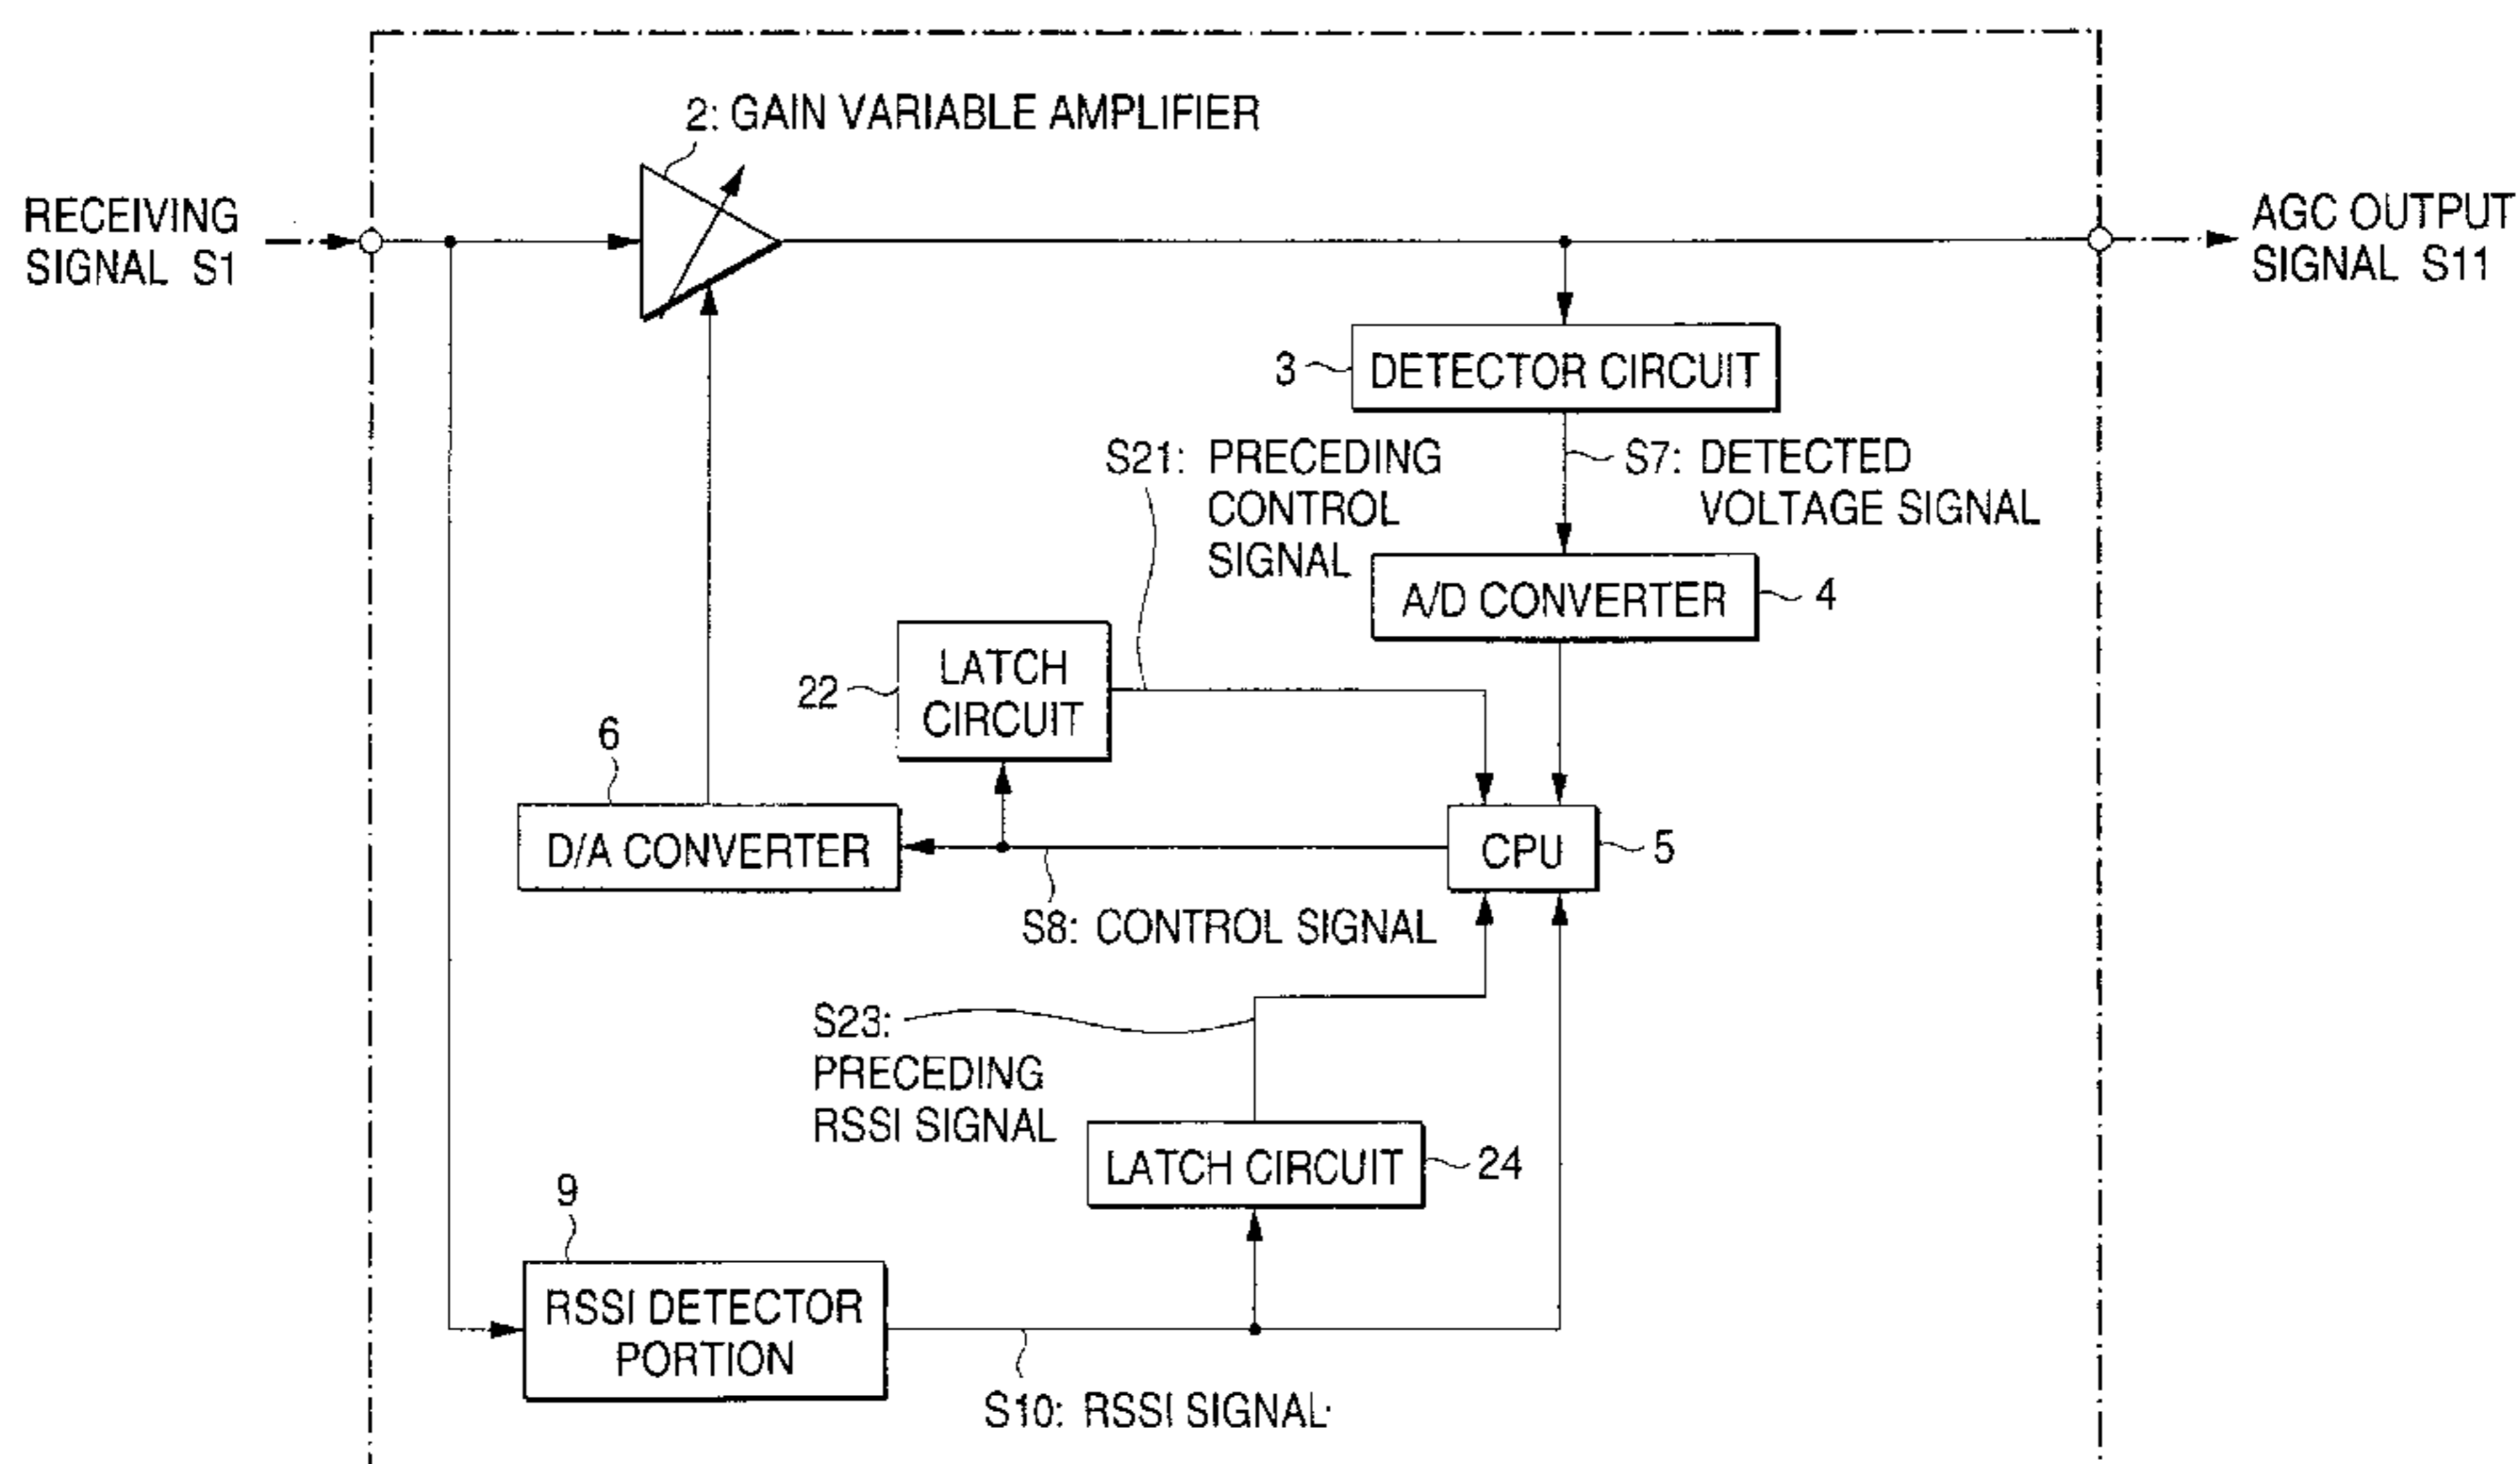 2: GAIN VARIABLE AMPLIFIER
RECEIVING
SIGNAL S1
AGC OUTPUT
SIGNAL S11
3
DETECTOR CIRCUIT
S21: PRECEDING
CONTROL
SIGNAL
S7: DETECTED
VOLTAGE SIGNAL
A/D CONVERTER
4
22
LATCH
CIRCUIT
6
D/A CONVERTER
CPU
5
S8: CONTROL SIGNAL
S23:
PRECEDING
RSSI SIGNAL
LATCH CIRCUIT
24
9
RSSI DETECTOR
PORTION
S10: RSSI SIGNAL